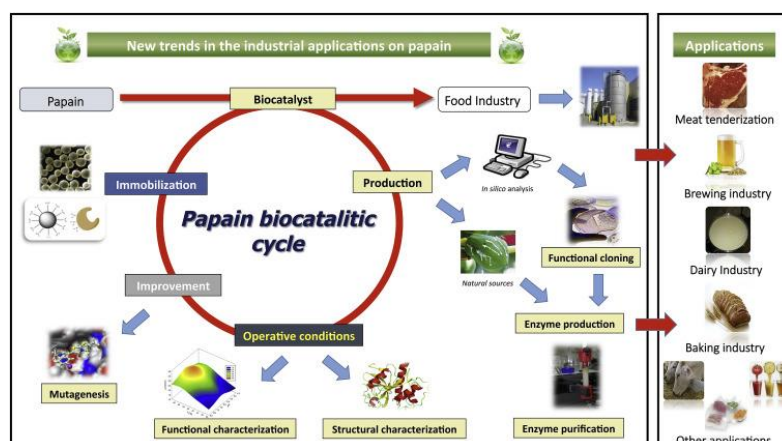 New trends in the industrial applications on papain
Applications
Papain
Biocatalyst
Food Industry
Meat tenderization
Immobilization
Production
In silico analysis
Brewing industry
Papain biocatalitic
cycle
Functional cloning
Dairy Industry
Improvement
Natural sources
Operative conditions
Enzyme production
Baking industry
Mutagenesis
Functional characterization
Structural characterization
Enzyme purification
Other applications